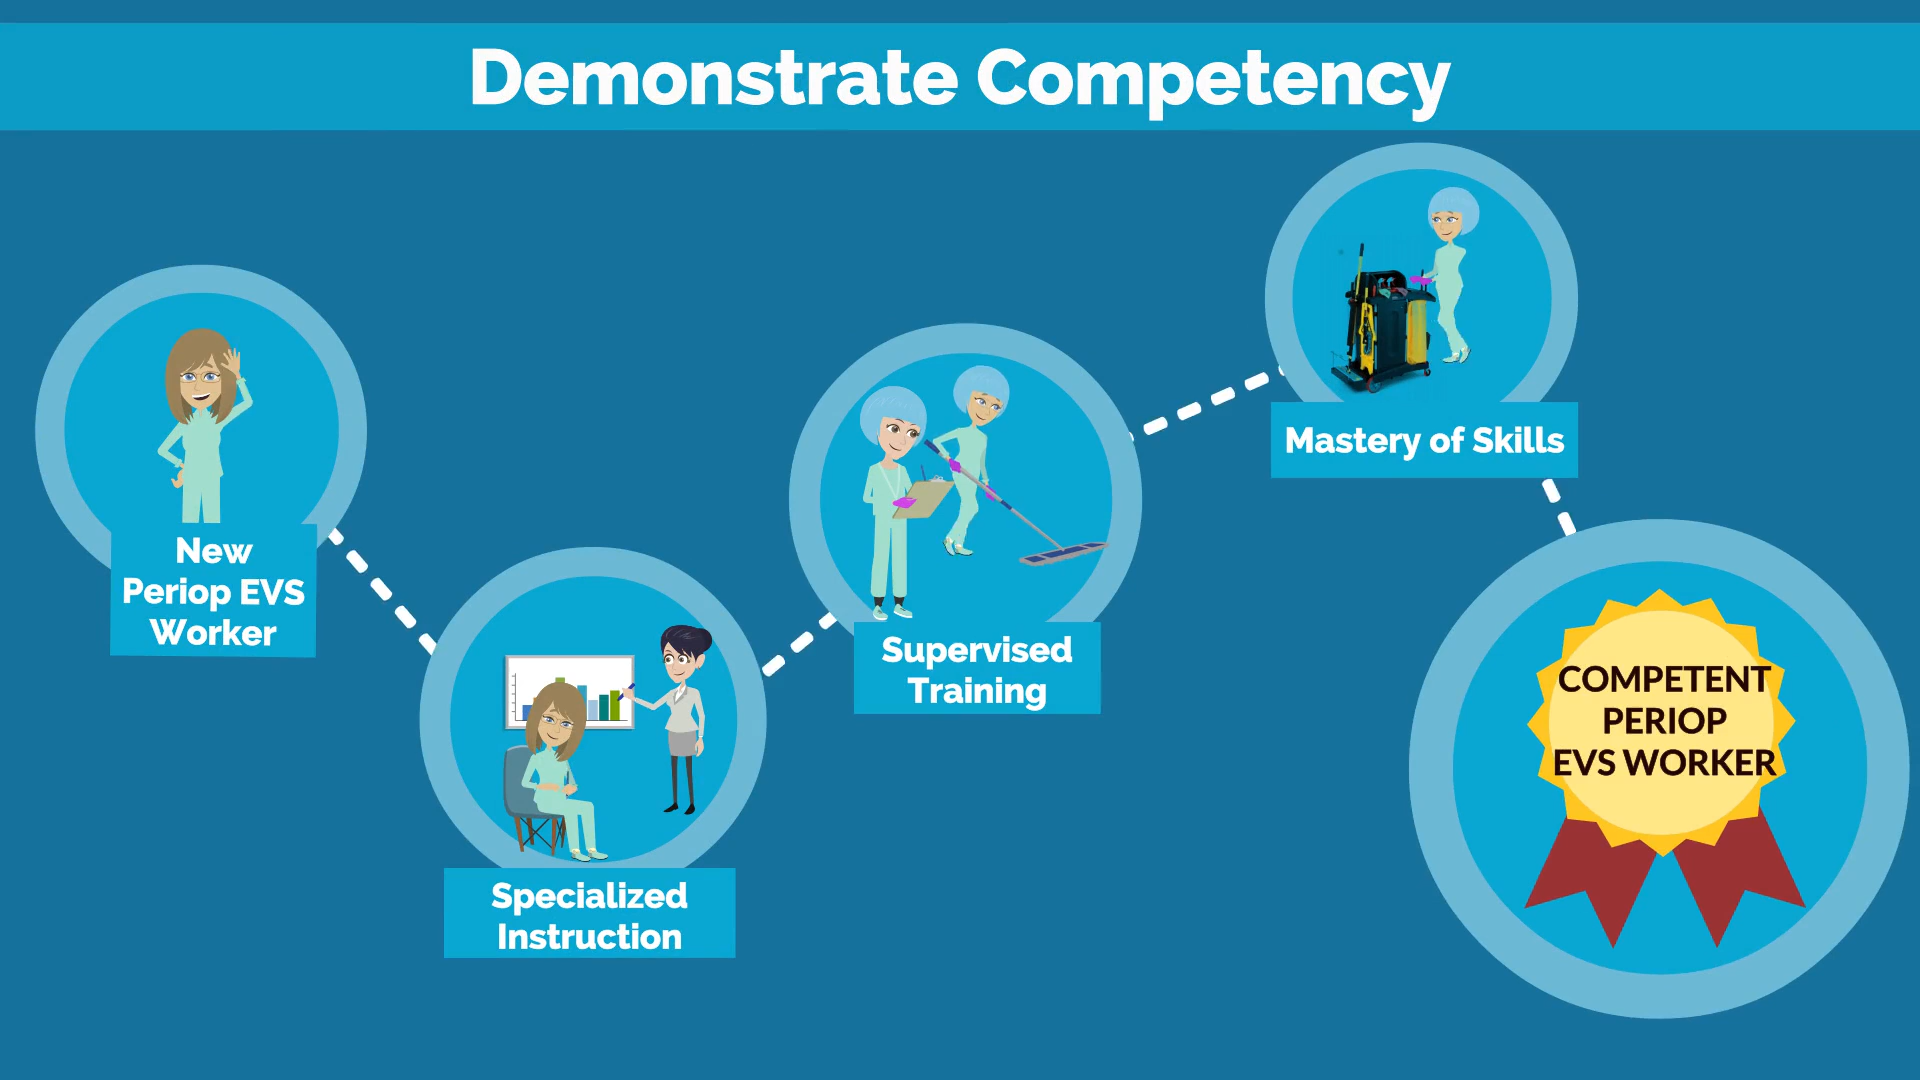 Demonstrate Competency
New
Periop EVS
Worker
Specialized
Instruction
Supervised
Training
Mastery of Skills
COMPETENT
PERIOP
EVS WORKER